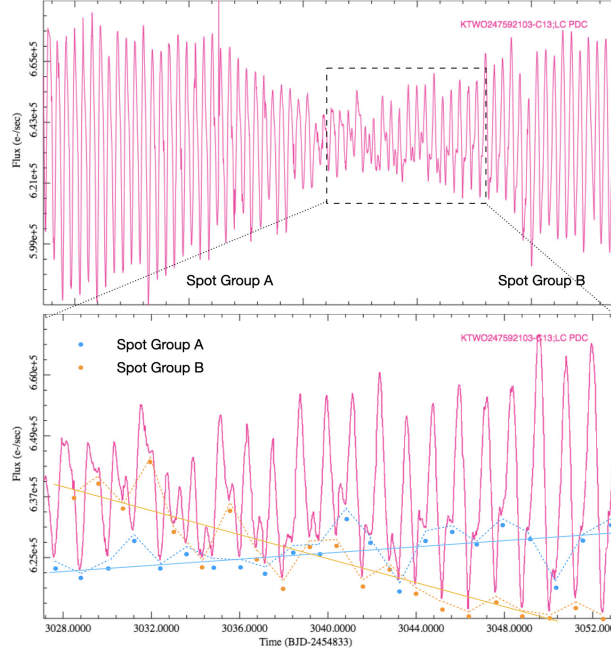 KTWO247592103-C13;LC PDC
6.65e+5
6.43e+5
6.21e+5
5.99e+5
Flux (e-/sec)
Spot Group A
Spot Group B
KTWO247592103-C13;LC PDC
Spot Group A
Spot Group B
6.60e+5
6.49e+5
6.37e+5
6.25e+5
Flux (e-/sec)
3028.0000 3032.0000 3036.0000 3040.0000 3044.0000 3048.0000 3052.0000
Time (BJD-2454833)